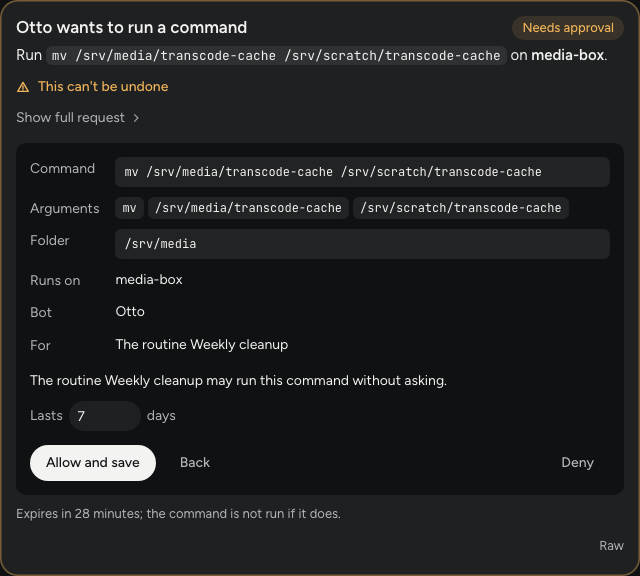 Otto wants to run a command
Needs approval
Run mv /srv/media/transcode-cache /srv/scratch/transcode-cache on media-box.
This can't be undone
Show full request
Command mv /srv/media/transcode-cache /srv/scratch/transcode-cache
Arguments mv /srv/media/transcode-cache /srv/scratch/transcode-cache
Folder /srv/media
Runs on media-box
Bot Otto
For The routine Weekly cleanup
The routine Weekly cleanup may run this command without asking.
Lasts 7 days
Allow and save Back Deny
Expires in 28 minutes; the command is not run if it does.
Raw